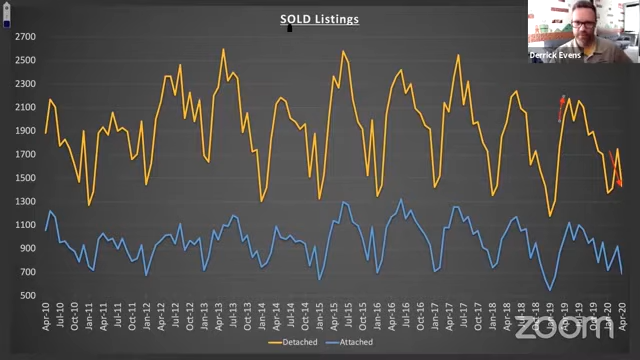 SOLD Listings
Derrick Evens
2700
2500
2300
2100
1900
1700
1500
1300
1100
900
700
500
Apr-10
Jul-10
Oct-10
Jan-11
Apr-11
Jul-11
Oct-11
Jan-12
Apr-12
Jul-12
Oct-12
Jan-13
Apr-13
Jul-13
Oct-13
Jan-14
Apr-14
Jul-14
Oct-14
Jan-15
Apr-15
Jul-15
Oct-15
Jan-16
Apr-16
Jul-16
Oct-16
Jan-17
Apr-17
Jul-17
Oct-17
Jan-18
Apr-18
Jul-18
Oct-18
Jan-19
Apr-19
Jul-19
Oct-19
Jan-20
Apr-20
Detached
Attached
zoom